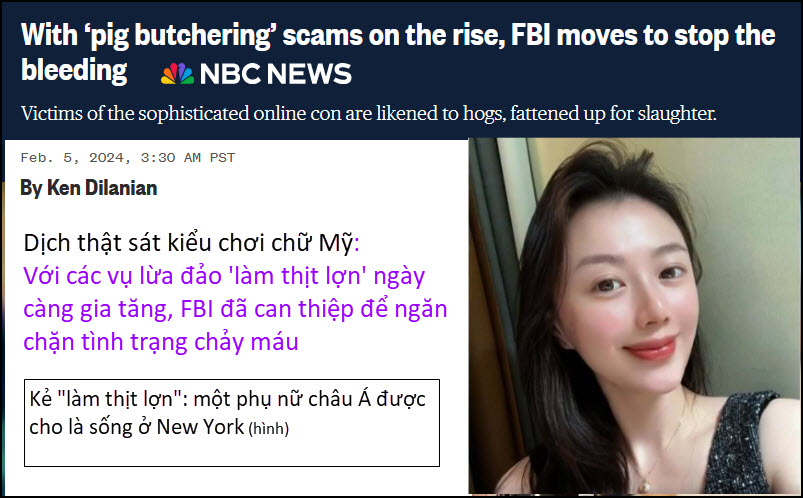 With ‘pig butchering’ scams on the rise, FBI moves to stop the
bleeding NBC NEWS
Victims of the sophisticated online con are likened to hogs, fattened up for slaughter.
Feb. 5, 2024, 3:30 AM PST
By Ken Dilanian
Dịch thật sát kiểu chơi chữ Mỹ:
Với các vụ lừa đảo 'làm thịt lợn' ngày
càng gia tăng, FBI đã can thiệp để ngăn
chặn tình trạng chảy máu
Kẻ "làm thịt lợn": một phụ nữ châu Á được
cho là sống ở New York (hình)